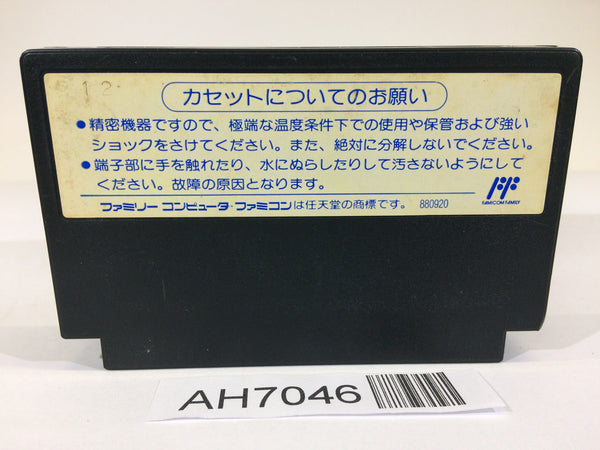 512
カセットについてのお願い
●精密機器ですので、極端な温度条件下での使用や保管および強い
ショックをさけてください。また、絶対に分解しないでください。
●端子部に手を触れたり、水にぬらしたりして汚さないようにして
ください。故障の原因となります。
FAMICOM FAMILY
ファミリー コンピュータ・ファミコンは任天堂の商標です。 880920
AH7046